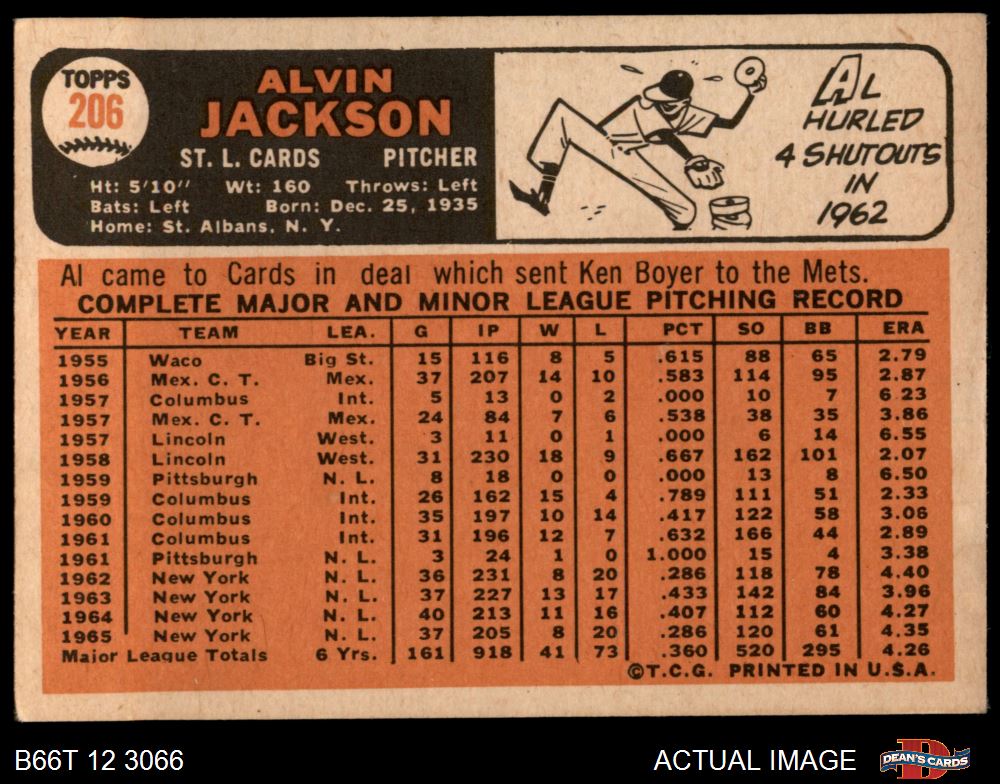 TOPPS
206
ALVIN
JACKSON
ST. L. CARDS PITCHER
Ht: 5'10" Wt: 160 Throws: Left
Bats: Left Born: Dec. 25, 1935
Home: St. Albans, N. Y.
AL
HURLED
4 SHUTOUTS
IN
1962
Al came to Cards in deal which sent Ken Boyer to the Mets.
COMPLETE MAJOR AND MINOR LEAGUE PITCHING RECORD
YEAR TEAM LEA. G IP W L PCT SO BB ERA
1955 Waco Big St. 15 116 8 5 .615 88 65 2.79
1956 Mex. C. T. Mex. 37 207 14 10 .583 114 95 2.87
1957 Columbus Int. 5 13 0 2 .000 10 7 6.23
1957 Mex. C. T. Mex. 24 84 7 6 .538 38 35 3.86
1957 Lincoln West. 3 11 0 1 .000 6 14 6.55
1958 Lincoln West. 31 230 18 9 .667 162 101 2.07
1959 Pittsburgh N. L. 8 18 0 0 .000 13 8 6.50
1959 Columbus Int. 26 162 15 4 .789 111 51 2.33
1960 Columbus Int. 35 197 10 14 .417 122 58 3.06
1961 Columbus Int. 31 196 12 7 .632 166 44 2.89
1961 Pittsburgh N. L. 3 24 1 0 1.000 15 4 3.38
1962 New York N. L. 36 231 8 20 .286 118 78 4.40
1963 New York N. L. 37 227 13 17 .433 142 84 3.96
1964 New York N. L. 40 213 11 16 .407 112 60 4.27
1965 New York N. L. 37 205 8 20 .286 120 61 4.35
Major League Totals 6 Yrs. 161 918 41 73 .360 520 295 4.26
©T.C.G. PRINTED IN U.S.A.
B66T 12 3066 ACTUAL IMAGE
DEAN'S CARDS